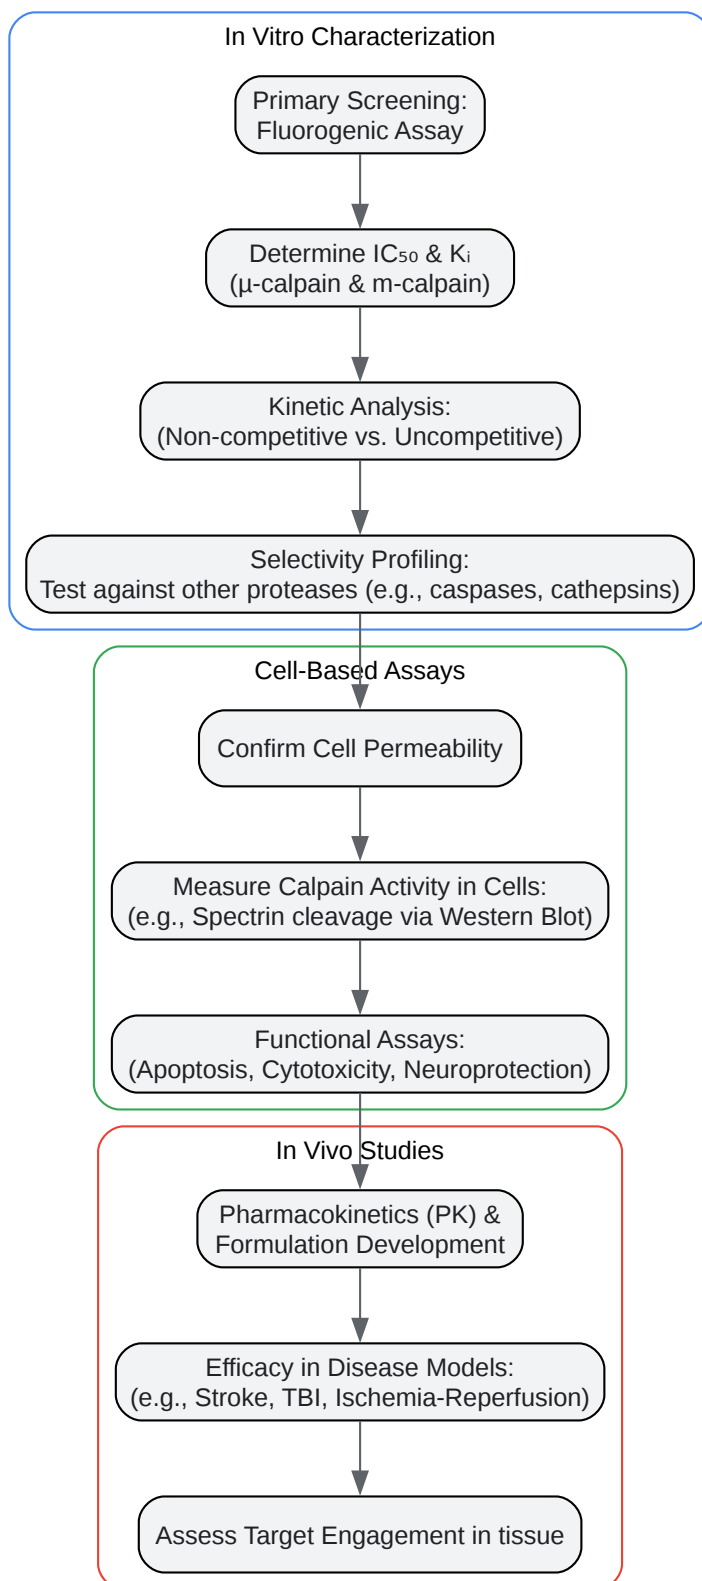 In Vitro Characterization
Primary Screening:
Fluorogenic Assay
Determine IC₅₀ & Kᵢ
(μ-calpain & m-calpain)
Kinetic Analysis:
(Non-competitive vs. Uncompetitive)
Selectivity Profiling:
Test against other proteases (e.g., caspases, cathepsins)
Cell-Based Assays
Confirm Cell Permeability
Measure Calpain Activity in Cells:
(e.g., Spectrin cleavage via Western Blot)
Functional Assays:
(Apoptosis, Cytotoxicity, Neuroprotection)
In Vivo Studies
Pharmacokinetics (PK) &
Formulation Development
Efficacy in Disease Models:
(e.g., Stroke, TBI, Ischemia-Reperfusion)
Assess Target Engagement in tissue